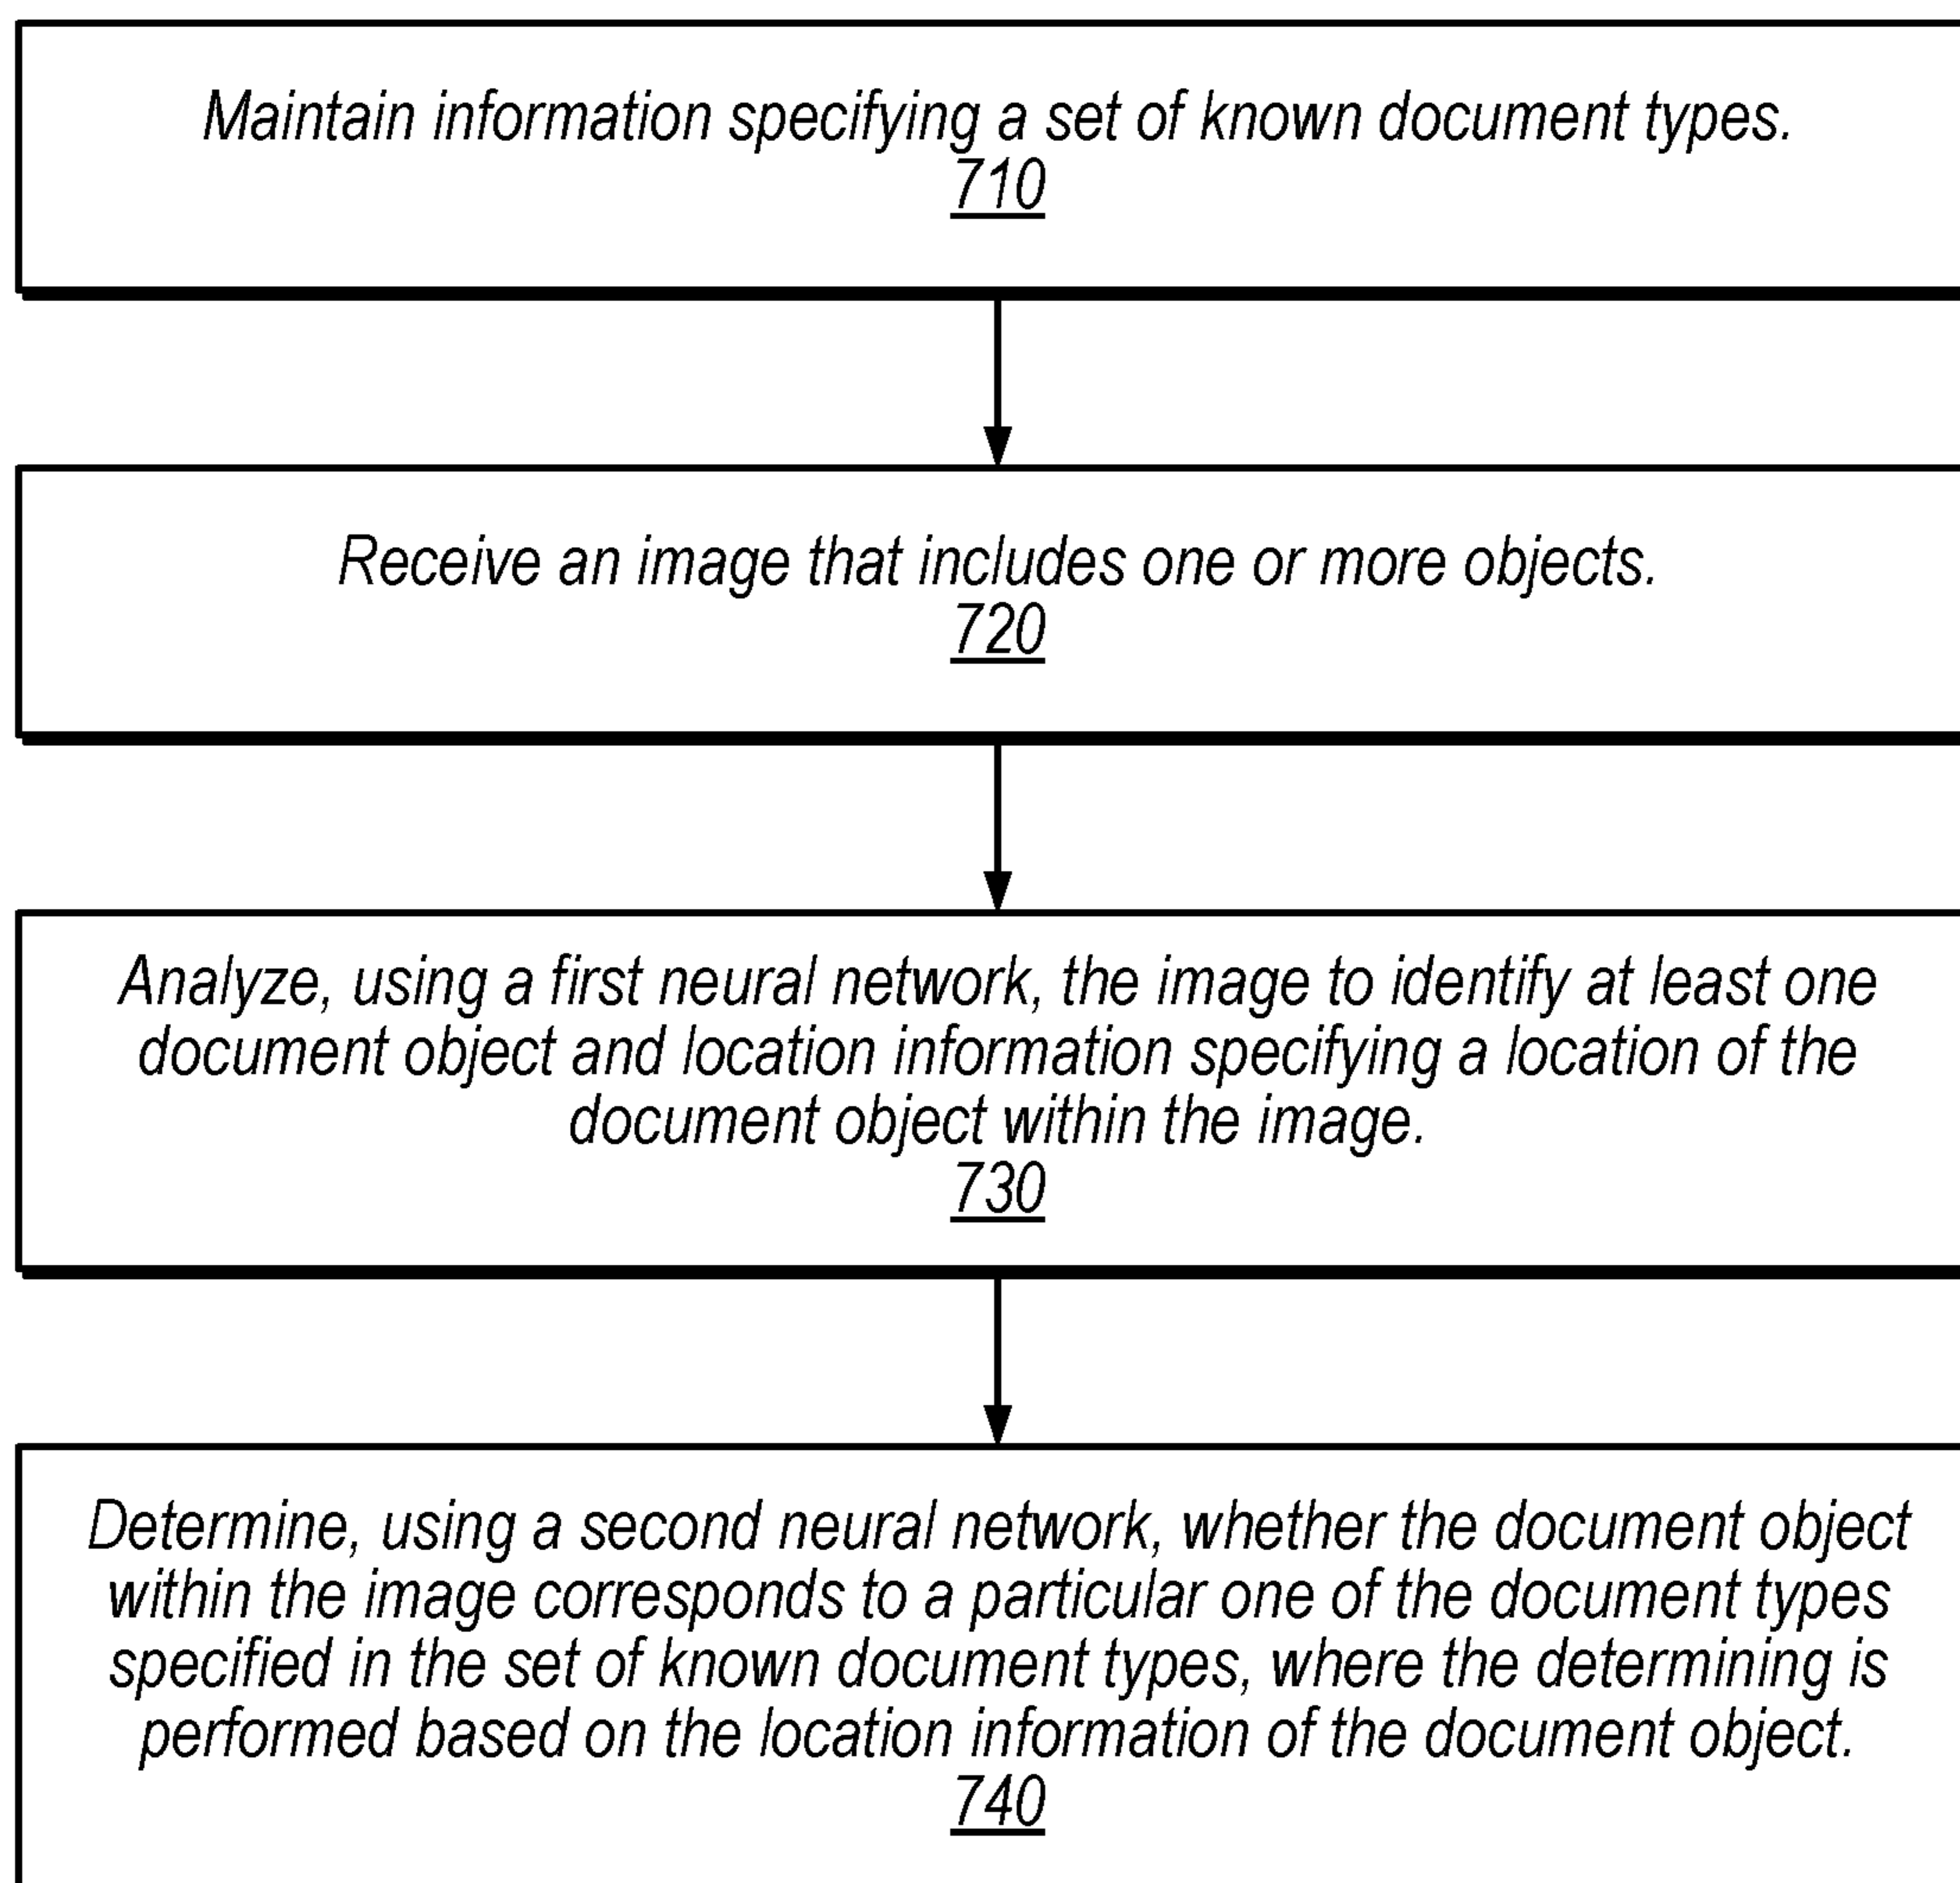 Maintain information specifying a set of known document types.
710
Receive an image that includes one or more objects.
720
Analyze, using a first neural network, the image to identify at least one
document object and location information specifying a location of the
document object within the image.
730
Determine, using a second neural network, whether the document object
within the image corresponds to a particular one of the document types
specified in the set of known document types, where the determining is
performed based on the location information of the document object.
740